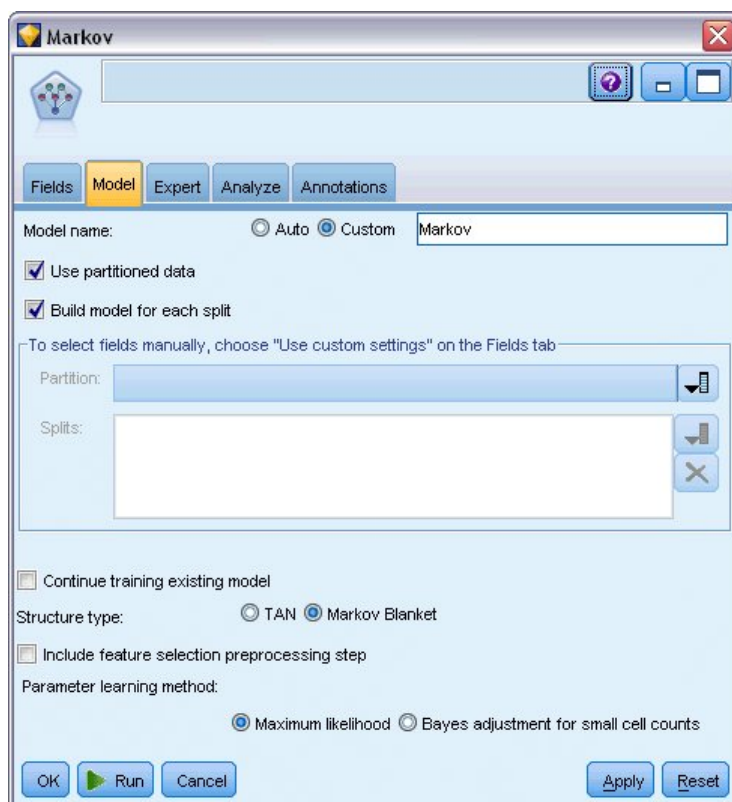 Markov
?
Fields Model Expert Analyze Annotations
Model name: Auto Custom Markov
Use partitioned data
Build model for each split
To select fields manually, choose "Use custom settings" on the Fields tab
Partition:
Splits:
Continue training existing model
Structure type: TAN Markov Blanket
Include feature selection preprocessing step
Parameter learning method:
Maximum likelihood Bayes adjustment for small cell counts
OK Run Cancel Apply Reset